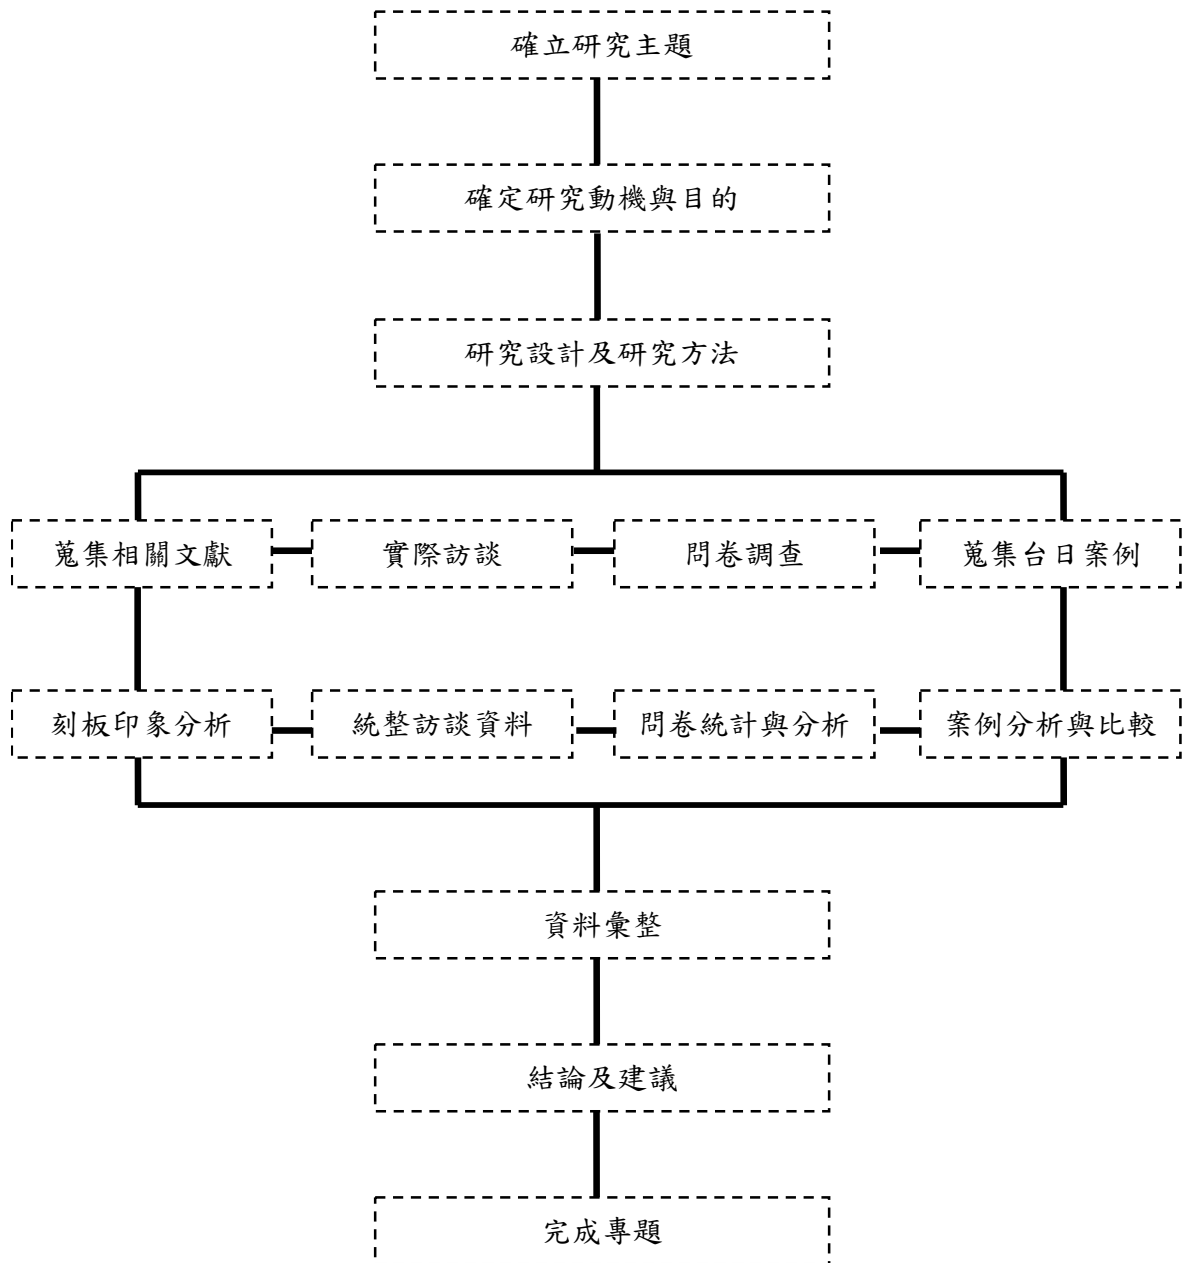 確立研究主題
確定研究動機與目的
研究設計及研究方法
蒐集相關文獻
實際訪談
問卷調查
蒐集台日案例
刻板印象分析
統整訪談資料
問卷統計與分析
案例分析與比較
資料彙整
結論及建議
完成專題